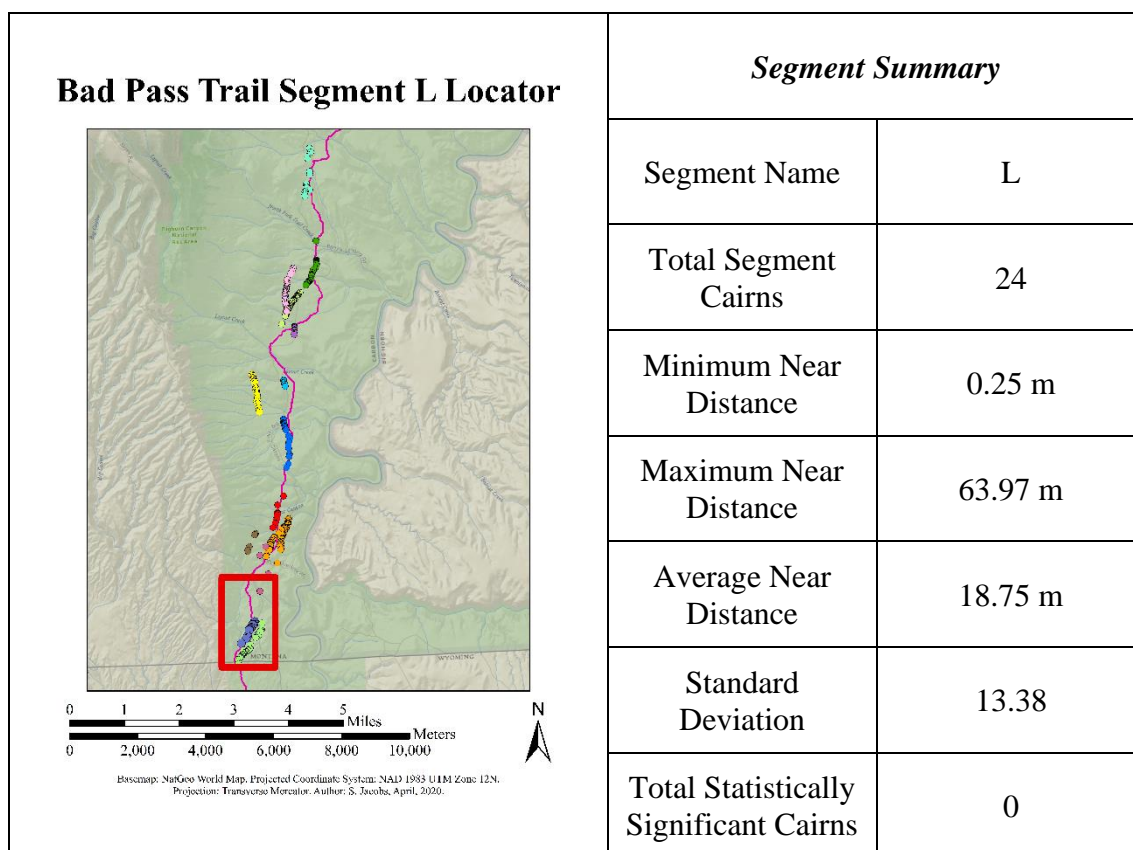 Bad Pass Trail Segment L Locator
MONTANA
WYOMING
0 1 2 3 4 5
Miles
Meters
0 2,000 4,000 6,000 8,000 10,000
N
Basemap: NatGeo World Map. Projected Coordinate System: NAD 1983 UTM Zone 12N.
Projection: Transverse Mercator. Author: S. Jacobs, April, 2020.
Segment Summary
Segment Name
L
Total Segment
Cairns
24
Minimum Near
Distance
0.25 m
Maximum Near
Distance
63.97 m
Average Near
Distance
18.75 m
Standard
Deviation
13.38
Total Statistically
Significant Cairns
0